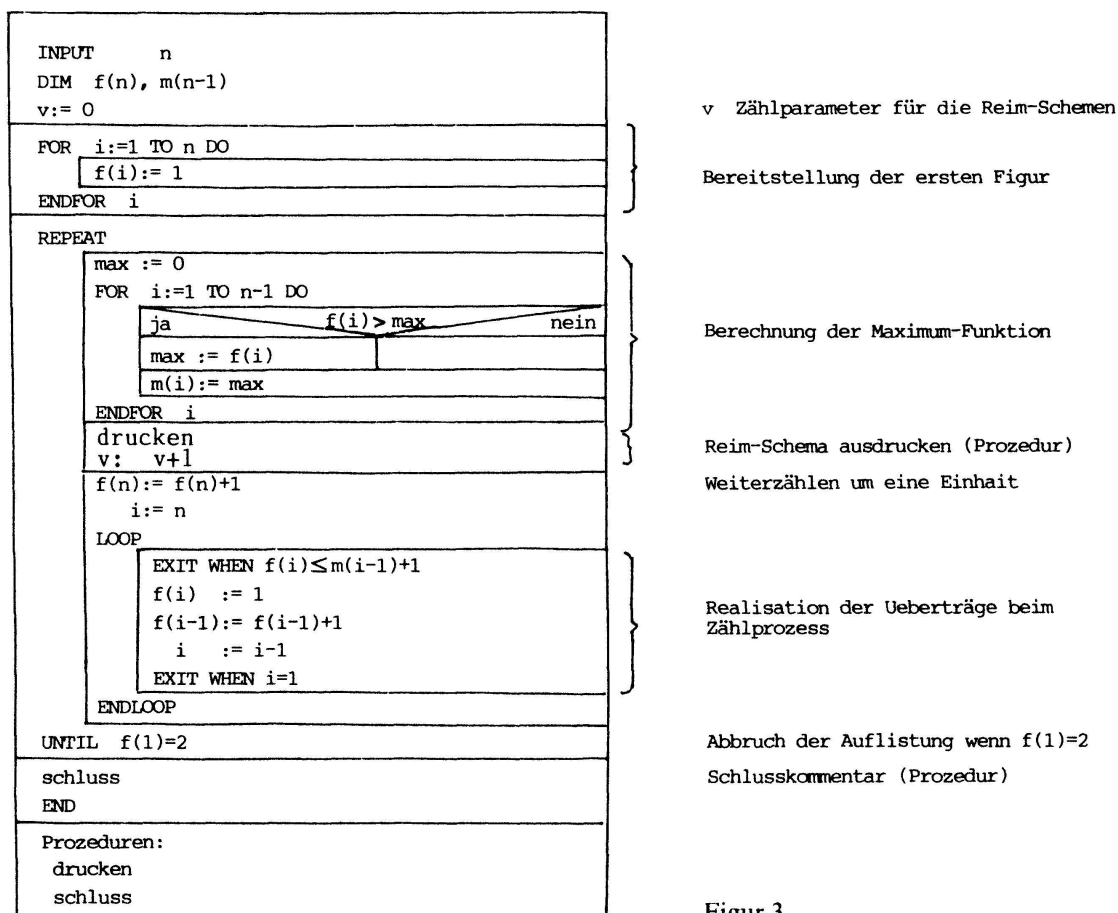 INPUT n
DIM f(n), m(n-1)
v:= 0
v Zählparameter für die Reim-Schemen
FOR i:=1 TO n DO
f(i):= 1
ENDFOR i
Bereitstellung der ersten Figur
REPEAT
max := 0
FOR i:=1 TO n-1 DO
ja f(i)> max nein
max := f(i)
m(i):= max
ENDFOR i
Berechnung der Maximum-Funktion
drucken
v: v+1
Reim-Schema ausdrucken (Prozedur)
f(n):= f(n)+1
Weiterzählen um eine Einhait
i:= n
LOOP
EXIT WHEN f(i)≤m(i-1)+1
f(i) := 1
f(i-1):= f(i-1)+1
i := i-1
EXIT WHEN i=1
Realisation der Ueberträge beim
Zählprozess
ENDLOOP
UNTIL f(1)=2
Abbruch der Auflistung wenn f(1)=2
schluss
Schlusskommentar (Prozedur)
END
Prozeduren:
drucken
schluss
Figur 3